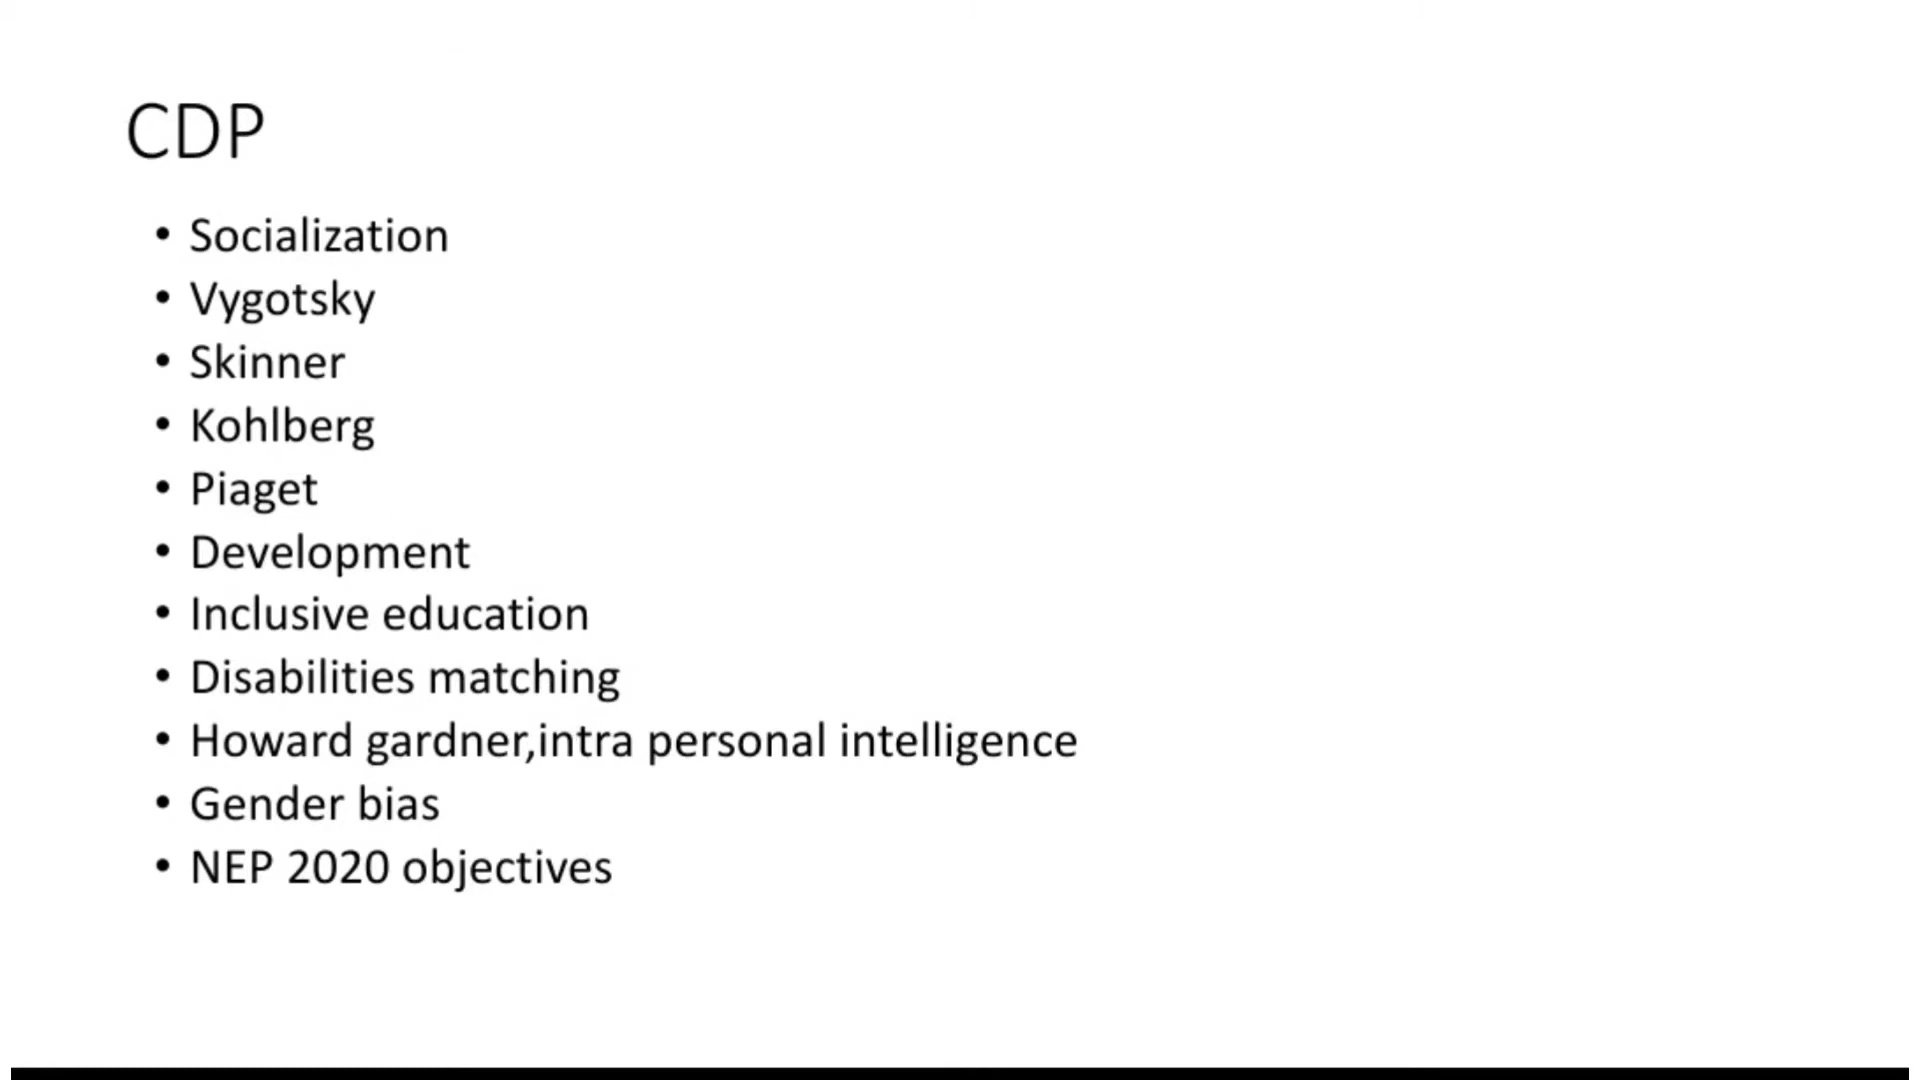 CDP
• Socialization
• Vygotsky
• Skinner
• Kohlberg
• Piaget
• Development
• Inclusive education
• Disabilities matching
• Howard gardner,intra personal intelligence
• Gender bias
• NEP 2020 objectives